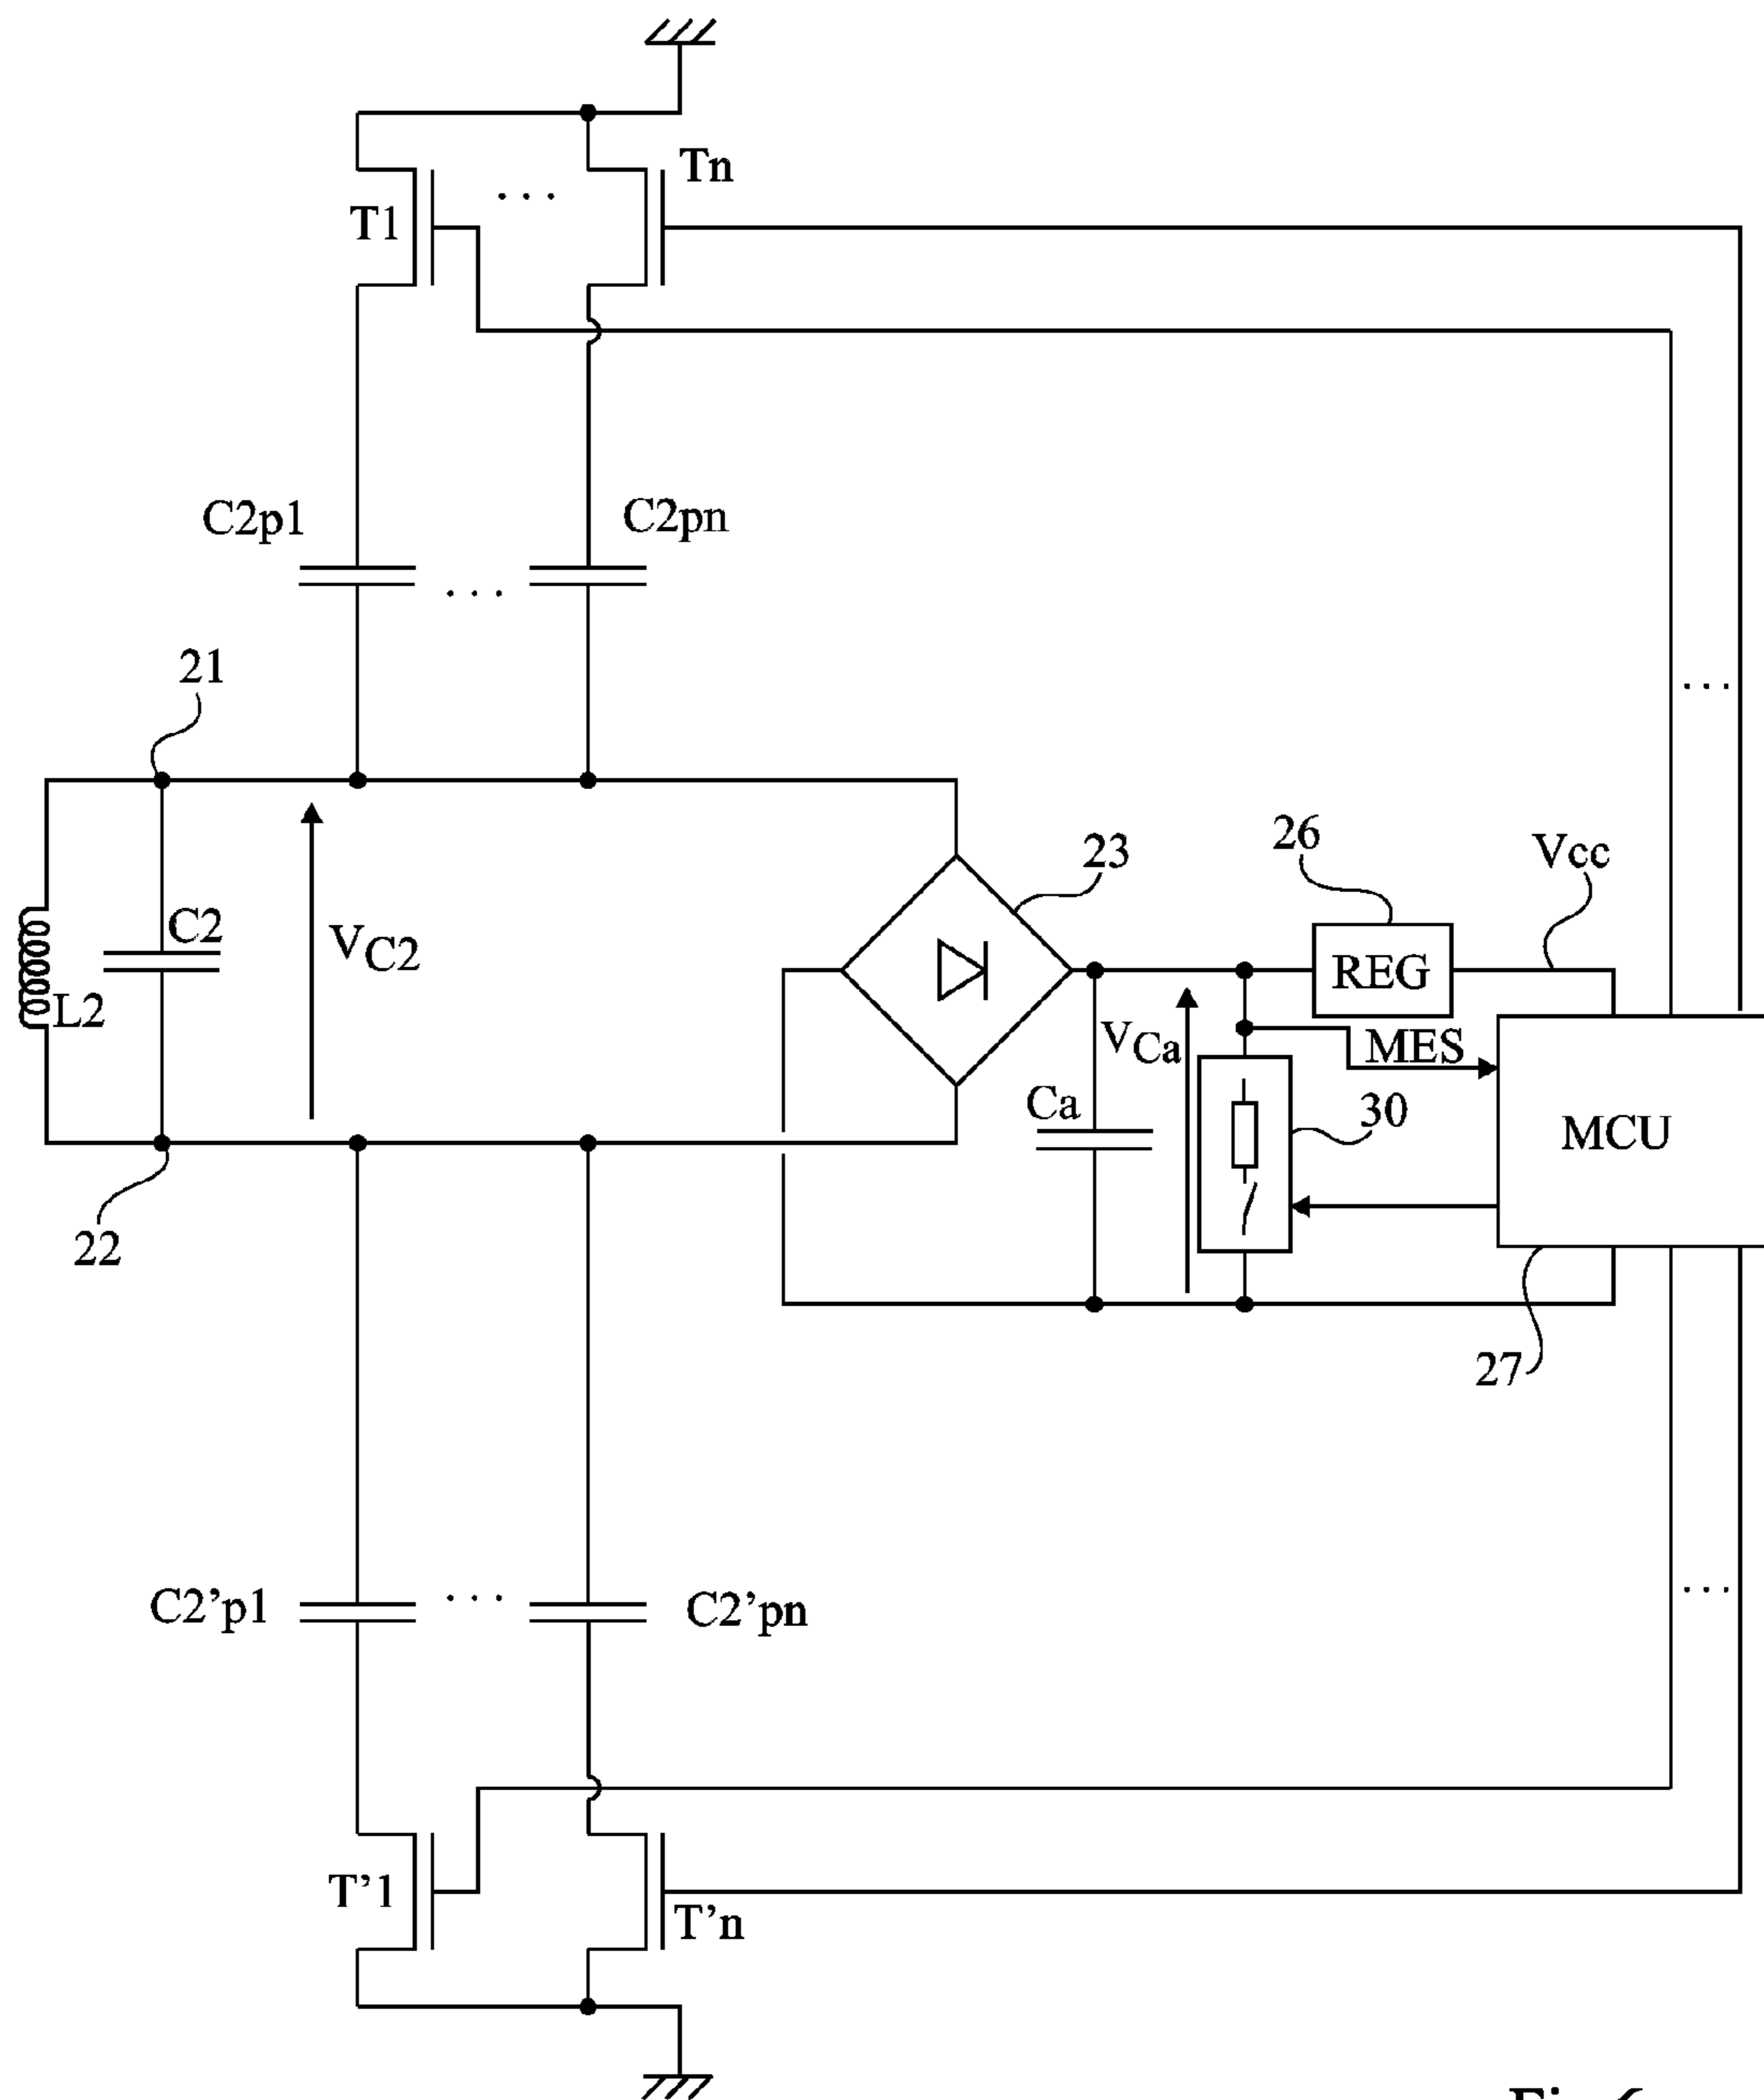 Tn
T1
...
C2p1
C2pn
...
21
...
23
26
Vcc
C2
VC2
REG
L2
VCa
MES
Ca
30
MCU
22
27
C2'p1
...
C2'pn
...
T'1
T'n